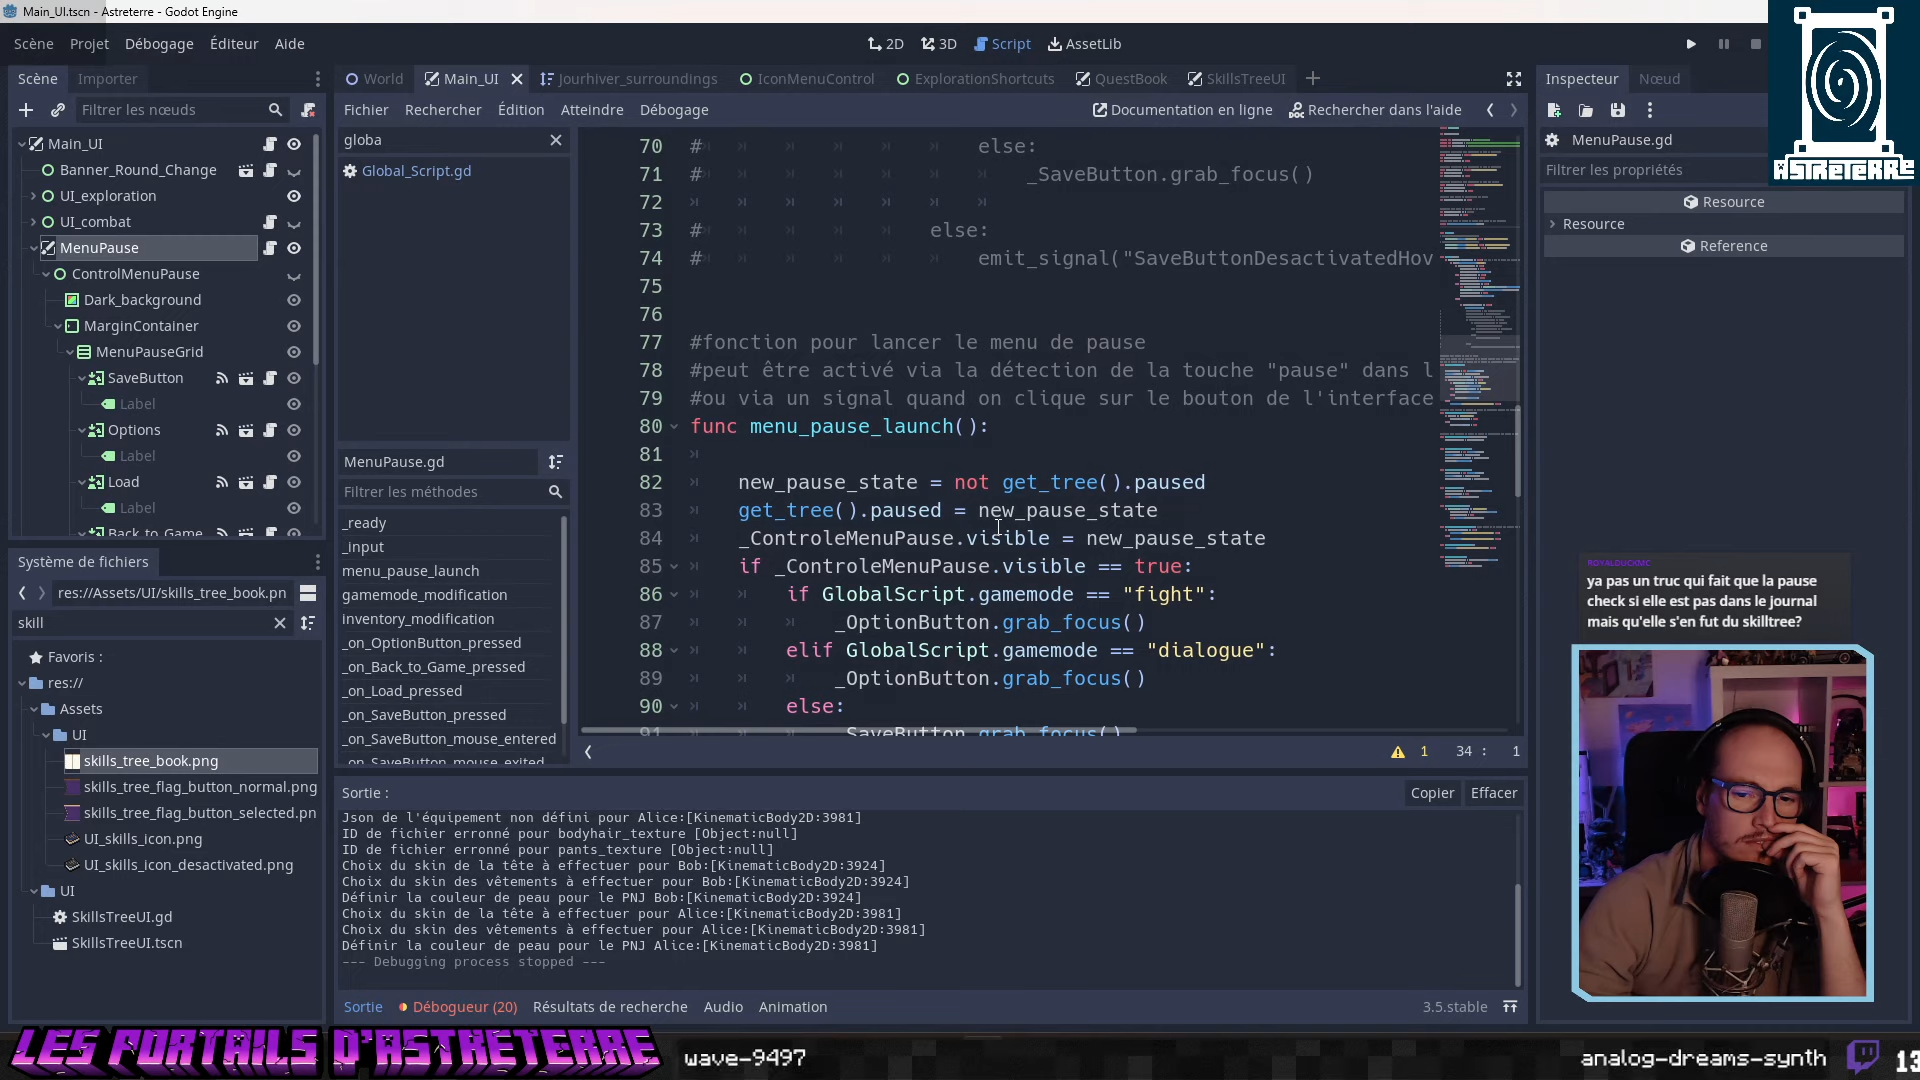 Main_UI.tscn - Astreterre - Godot Engine
Scène Projet Débogage Éditeur Aide
2D 3D Script AssetLib
Scène Importer
World Main_UI Jourhiver_surroundings IconMenuControl ExplorationShortcuts QuestBook SkillsTreeUI
Inspecteur Nœud
Filtrer les nœuds
Fichier Rechercher Édition Atteindre Débogage
Documentation en ligne Rechercher dans l'aide
Main_UI
Banner_Round_Change
UI_exploration
UI_combat
MenuPause
ControlMenuPause
Dark_background
MarginContainer
MenuPauseGrid
SaveButton
Label
Options
Label
Load
Label
Back_to_Game
Système de fichiers
res://Assets/UI/skills_tree_book.pn
skill
Favoris :
res://
Assets
UI
skills_tree_book.png
skills_tree_flag_button_normal.png
skills_tree_flag_button_selected.pn
UI_skills_icon.png
UI_skills_icon_desactivated.png
UI
SkillsTreeUI.gd
SkillsTreeUI.tscn
globa
Global_Script.gd
MenuPause.gd
Filtrer les méthodes
_ready
_input
menu_pause_launch
gamemode_modification
inventory_modification
_on_OptionButton_pressed
_on_Back_to_Game_pressed
_on_Load_pressed
_on_SaveButton_pressed
_on_SaveButton_mouse_entered
_on_SaveButton_mouse_exited
70 # else:
71 # _SaveButton.grab_focus()
72
73 # else:
74 # emit_signal("SaveButtonDesactivatedHov
75
76
77 #fonction pour lancer le menu de pause
78 #peut être activé via la détection de la touche "pause" dans l
79 #ou via un signal quand on clique sur le bouton de l'interface
80 func menu_pause_launch():
81
82 new_pause_state = not get_tree().paused
83 get_tree().paused = new_pause_state
84 _ControleMenuPause.visible = new_pause_state
85 if _ControleMenuPause.visible == true:
86 if GlobalScript.gamemode == "fight":
87 _OptionButton.grab_focus()
88 elif GlobalScript.gamemode == "dialogue":
89 _OptionButton.grab_focus()
90 else:
91 _SaveButton.grab_focus()
1 34 : 1
Sortie :
Copier Effacer
Json de l'équipement non défini pour Alice:[KinematicBody2D:3981]
ID de fichier erronné pour bodyhair_texture [Object:null]
ID de fichier erronné pour pants_texture [Object:null]
Choix du skin de la tête à effectuer pour Bob:[KinematicBody2D:3924]
Choix du skin des vêtements à effectuer pour Bob:[KinematicBody2D:3924]
Définir la couleur de peau pour le PNJ Bob:[KinematicBody2D:3924]
Choix du skin de la tête à effectuer pour Alice:[KinematicBody2D:3981]
Choix du skin des vêtements à effectuer pour Alice:[KinematicBody2D:3981]
Définir la couleur de peau pour le PNJ Alice:[KinematicBody2D:3981]
--- Debugging process stopped ---
Sortie Débogueur (20) Résultats de recherche Audio Animation
3.5.stable
MenuPause.gd
Filtrer les propriétés
Resource
Resource
Reference
ASTRETERRE
ROYALDUCKMC
ya pas un truc qui fait que la pause
check si elle est pas dans le journal
mais qu'elle s'en fut du skilltree?
LES PORTAILS D'ASTRETERRE
wave-9497
analog-dreams-synth
13